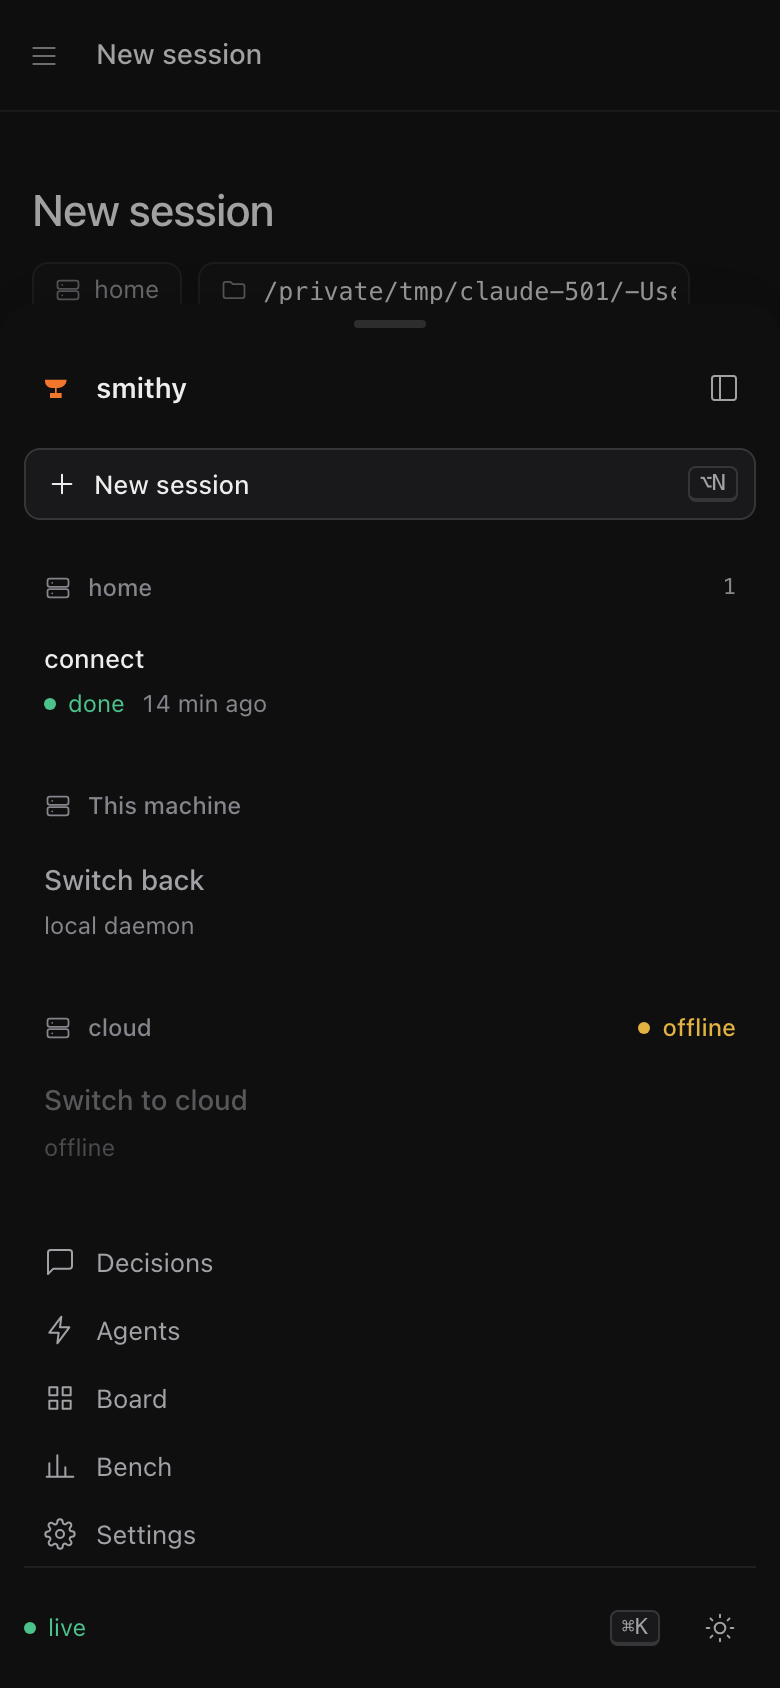 New session
New session
home
/private/tmp/claude-501/-Use
smithy
New session
⌥N
home
1
connect
done 14 min ago
This machine
Switch back
local daemon
cloud
offline
Switch to cloud
offline
Decisions
Agents
Board
Bench
Settings
live
⌘K